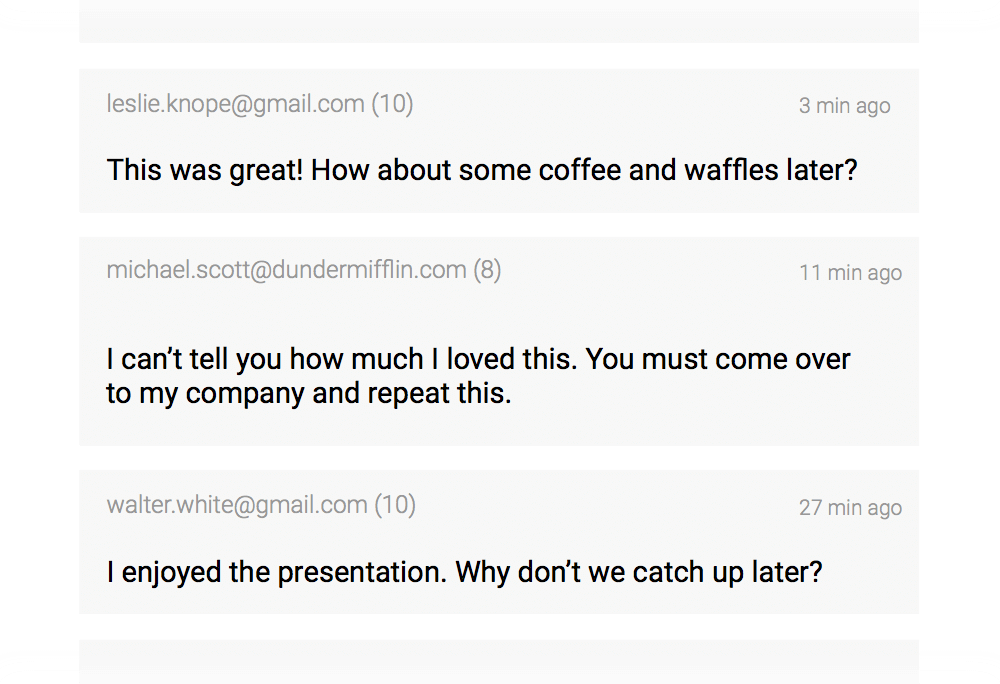 leslie.knope@gmail.com (10)
3 min ago
This was great! How about some coffee and waffles later?
michael.scott@dundermifflin.com (8)
11 min ago
I can’t tell you how much I loved this. You must come over
to my company and repeat this.
walter.white@gmail.com (10)
27 min ago
I enjoyed the presentation. Why don’t we catch up later?